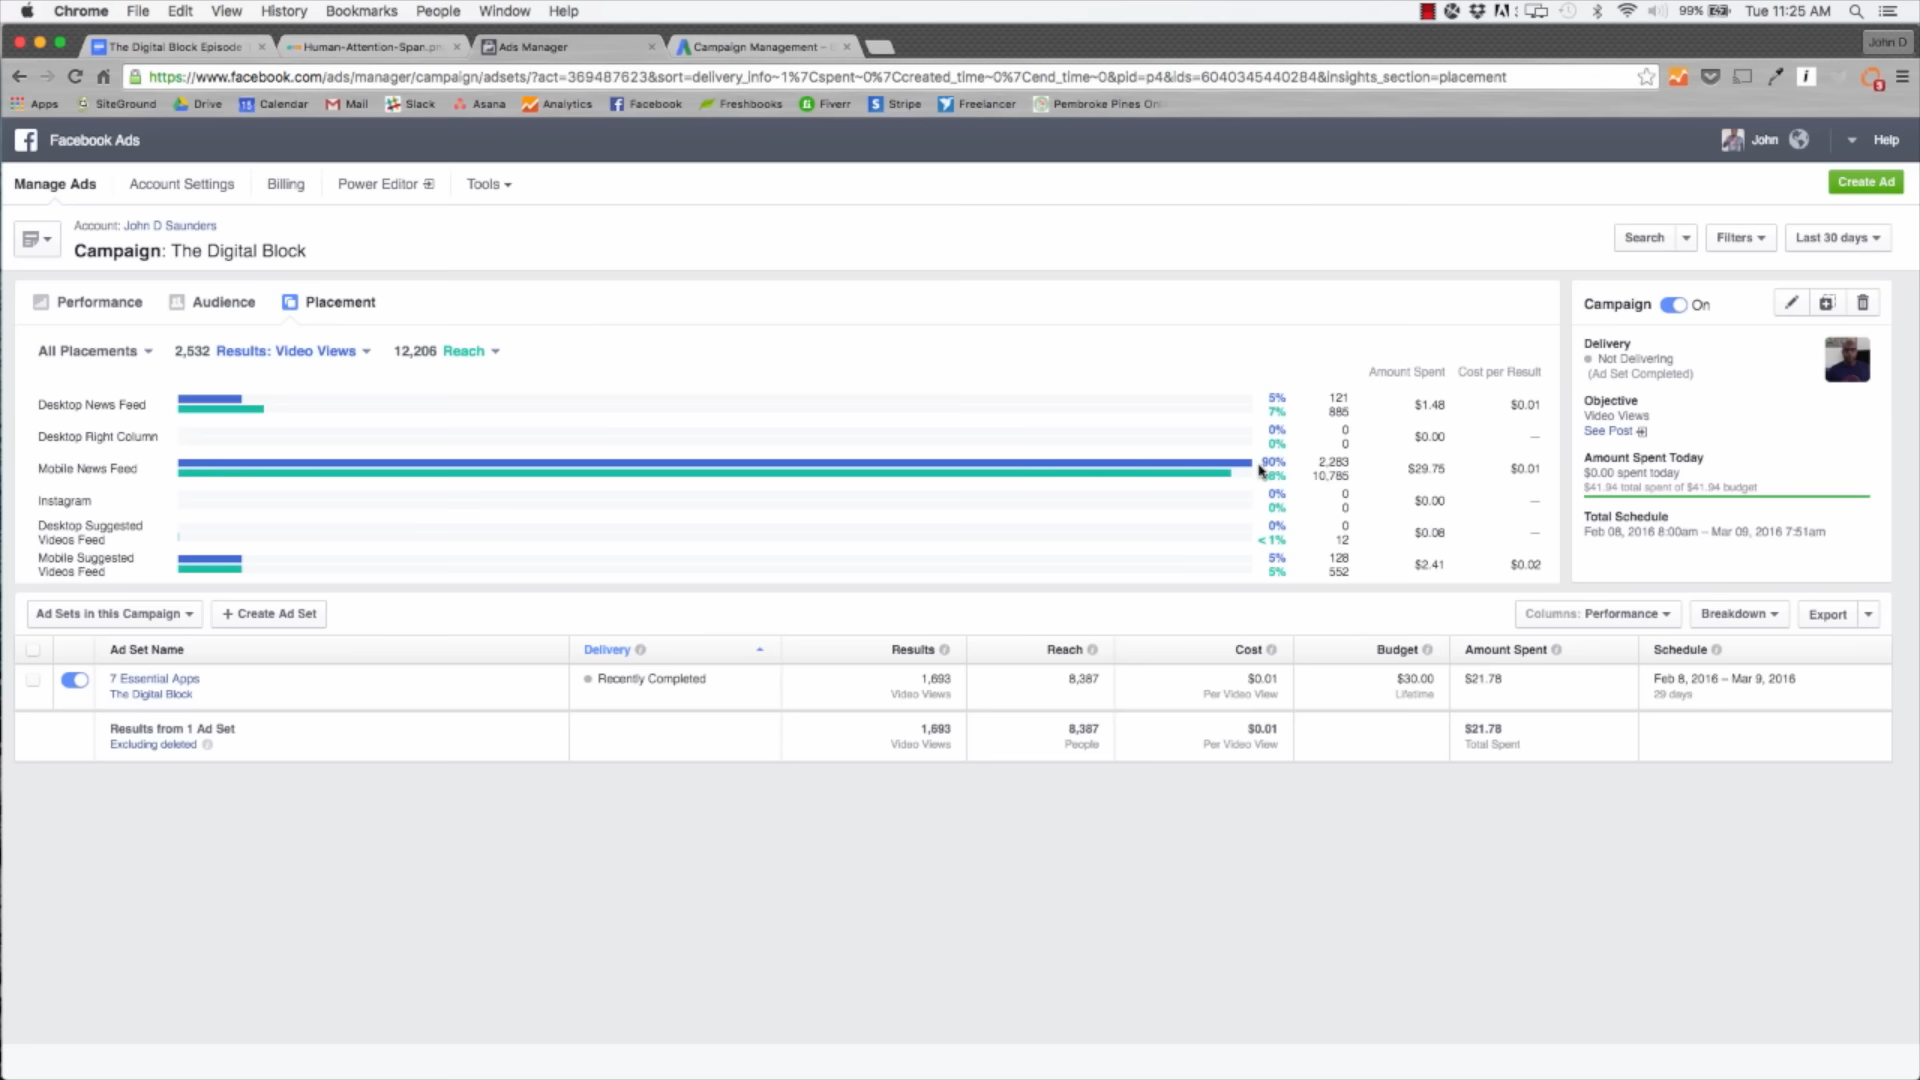 Chrome File Edit View History Bookmarks People Window Help 99% Tue 11:25 AM
The Digital Block Episode Human-Attention-Span.pn Ads Manager Campaign Management – John D
https://www.facebook.com/ads/manager/campaign/adsets/?act=369487623&sort=delivery_info~1%7Cspent~0%7Ccreated_time~0%7Cend_time~0&pid=p4&ids=6040345440284&insights_section=placement
Apps SiteGround Drive Calendar Mail Slack Asana Analytics Facebook Freshbooks Fiverr Stripe Freelancer Pembroke Pines
Facebook Ads John Help
Manage Ads Account Settings Billing Power Editor Tools Create Ad
Account: John D Saunders
Campaign: The Digital Block Search Filters Last 30 days
Performance Audience Placement
All Placements 2,532 Results: Video Views 12,206 Reach
Amount Spent Cost per Result
Desktop News Feed 5% 121 $1.48 $0.01
7% 885
Desktop Right Column 0% 0 $0.00 —
0% 0
Mobile News Feed 90% 2,283 $29.75 $0.01
10,785
Instagram 0% 0 $0.00 —
0% 0
Desktop Suggested Videos Feed 0% 0 $0.08 —
<1% 12
Mobile Suggested Videos Feed 5% 128 $2.41 $0.02
5% 552
Campaign On
Delivery
Not Delivering
(Ad Set Completed)
Objective
Video Views
See Post
Amount Spent Today
$0.00 spent today
$41.94 total spent of $41.94 budget
Total Schedule
Feb 08, 2016 8:00am – Mar 09, 2016 7:51am
Ad Sets in this Campaign + Create Ad Set Columns: Performance Breakdown Export
Ad Set Name Delivery Results Reach Cost Budget Amount Spent Schedule
7 Essential Apps Recently Completed 1,693 8,387 $0.01 $30.00 $21.78 Feb 8, 2016 – Mar 9, 2016
The Digital Block Video Views Per Video View Lifetime 29 days
Results from 1 Ad Set 1,693 8,387 $0.01 $21.78
Excluding deleted Video Views People Per Video View Total Spent